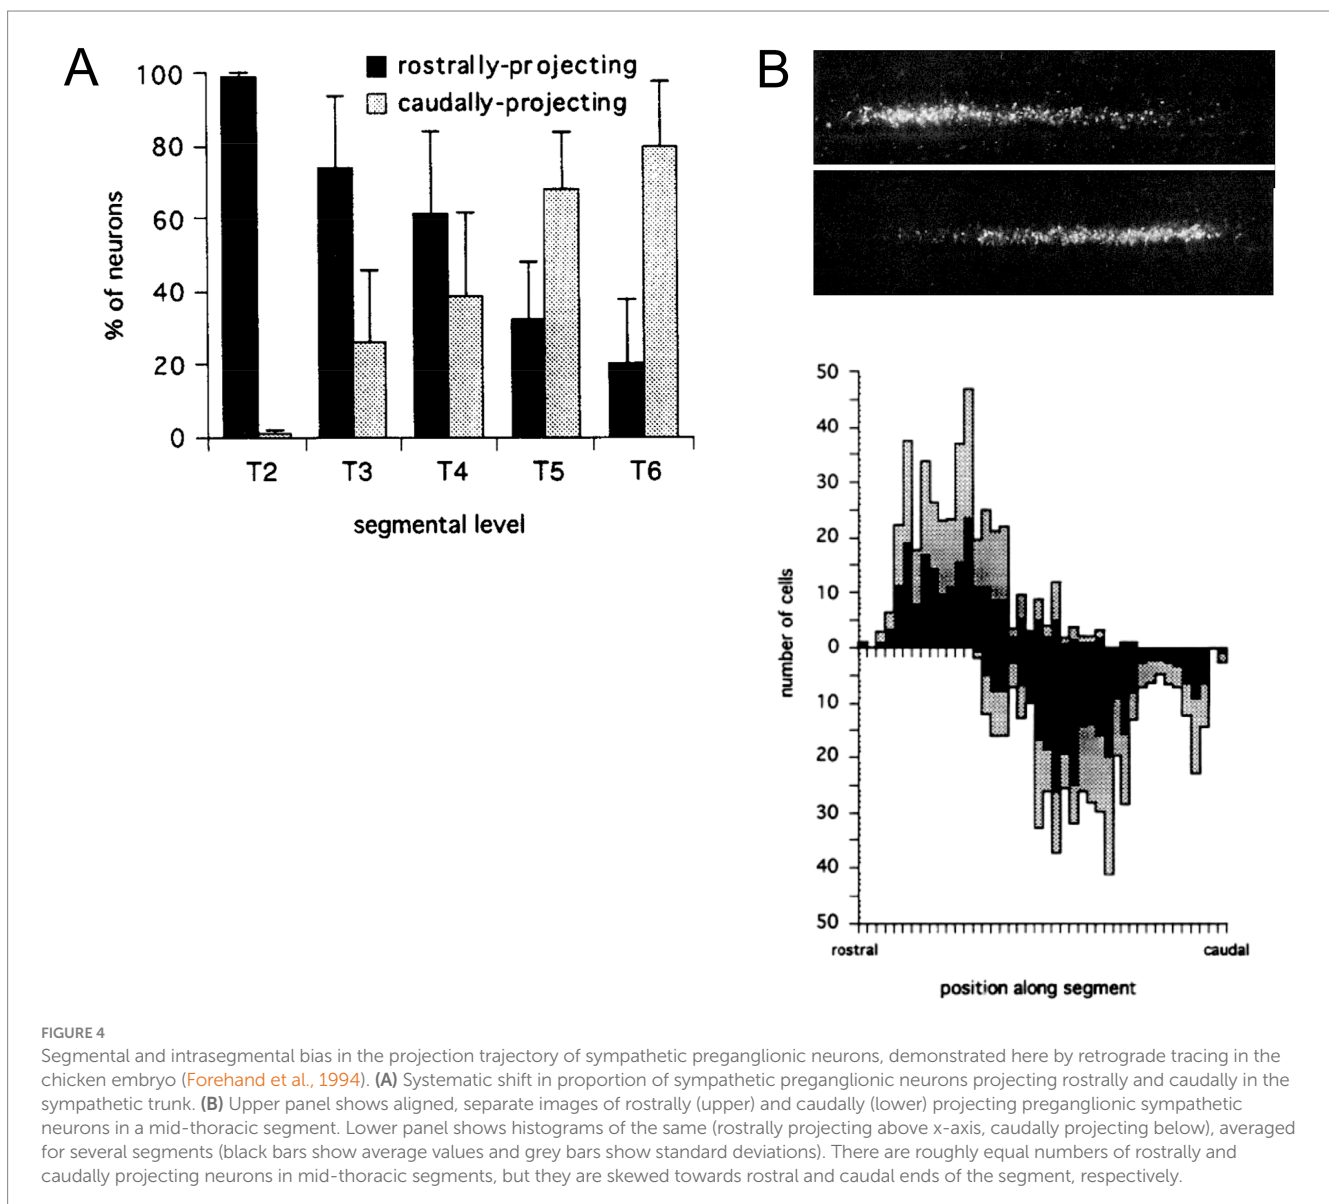 A
100
80
60
40
20
0
% of neurons
rostrally-projecting
caudally-projecting
T2 T3 T4 T5 T6
segmental level
B
50
40
30
20
10
0
10
20
30
40
50
number of cells
rostral caudal
position along segment
FIGURE 4
Segmental and intrasegmental bias in the projection trajectory of sympathetic preganglionic neurons, demonstrated here by retrograde tracing in the
chicken embryo (Forehand et al., 1994). (A) Systematic shift in proportion of sympathetic preganglionic neurons projecting rostrally and caudally in the
sympathetic trunk. (B) Upper panel shows aligned, separate images of rostrally (upper) and caudally (lower) projecting preganglionic sympathetic
neurons in a mid-thoracic segment. Lower panel shows histograms of the same (rostrally projecting above x-axis, caudally projecting below), averaged
for several segments (black bars show average values and grey bars show standard deviations). There are roughly equal numbers of rostrally and
caudally projecting neurons in mid-thoracic segments, but they are skewed towards rostral and caudal ends of the segment, respectively.